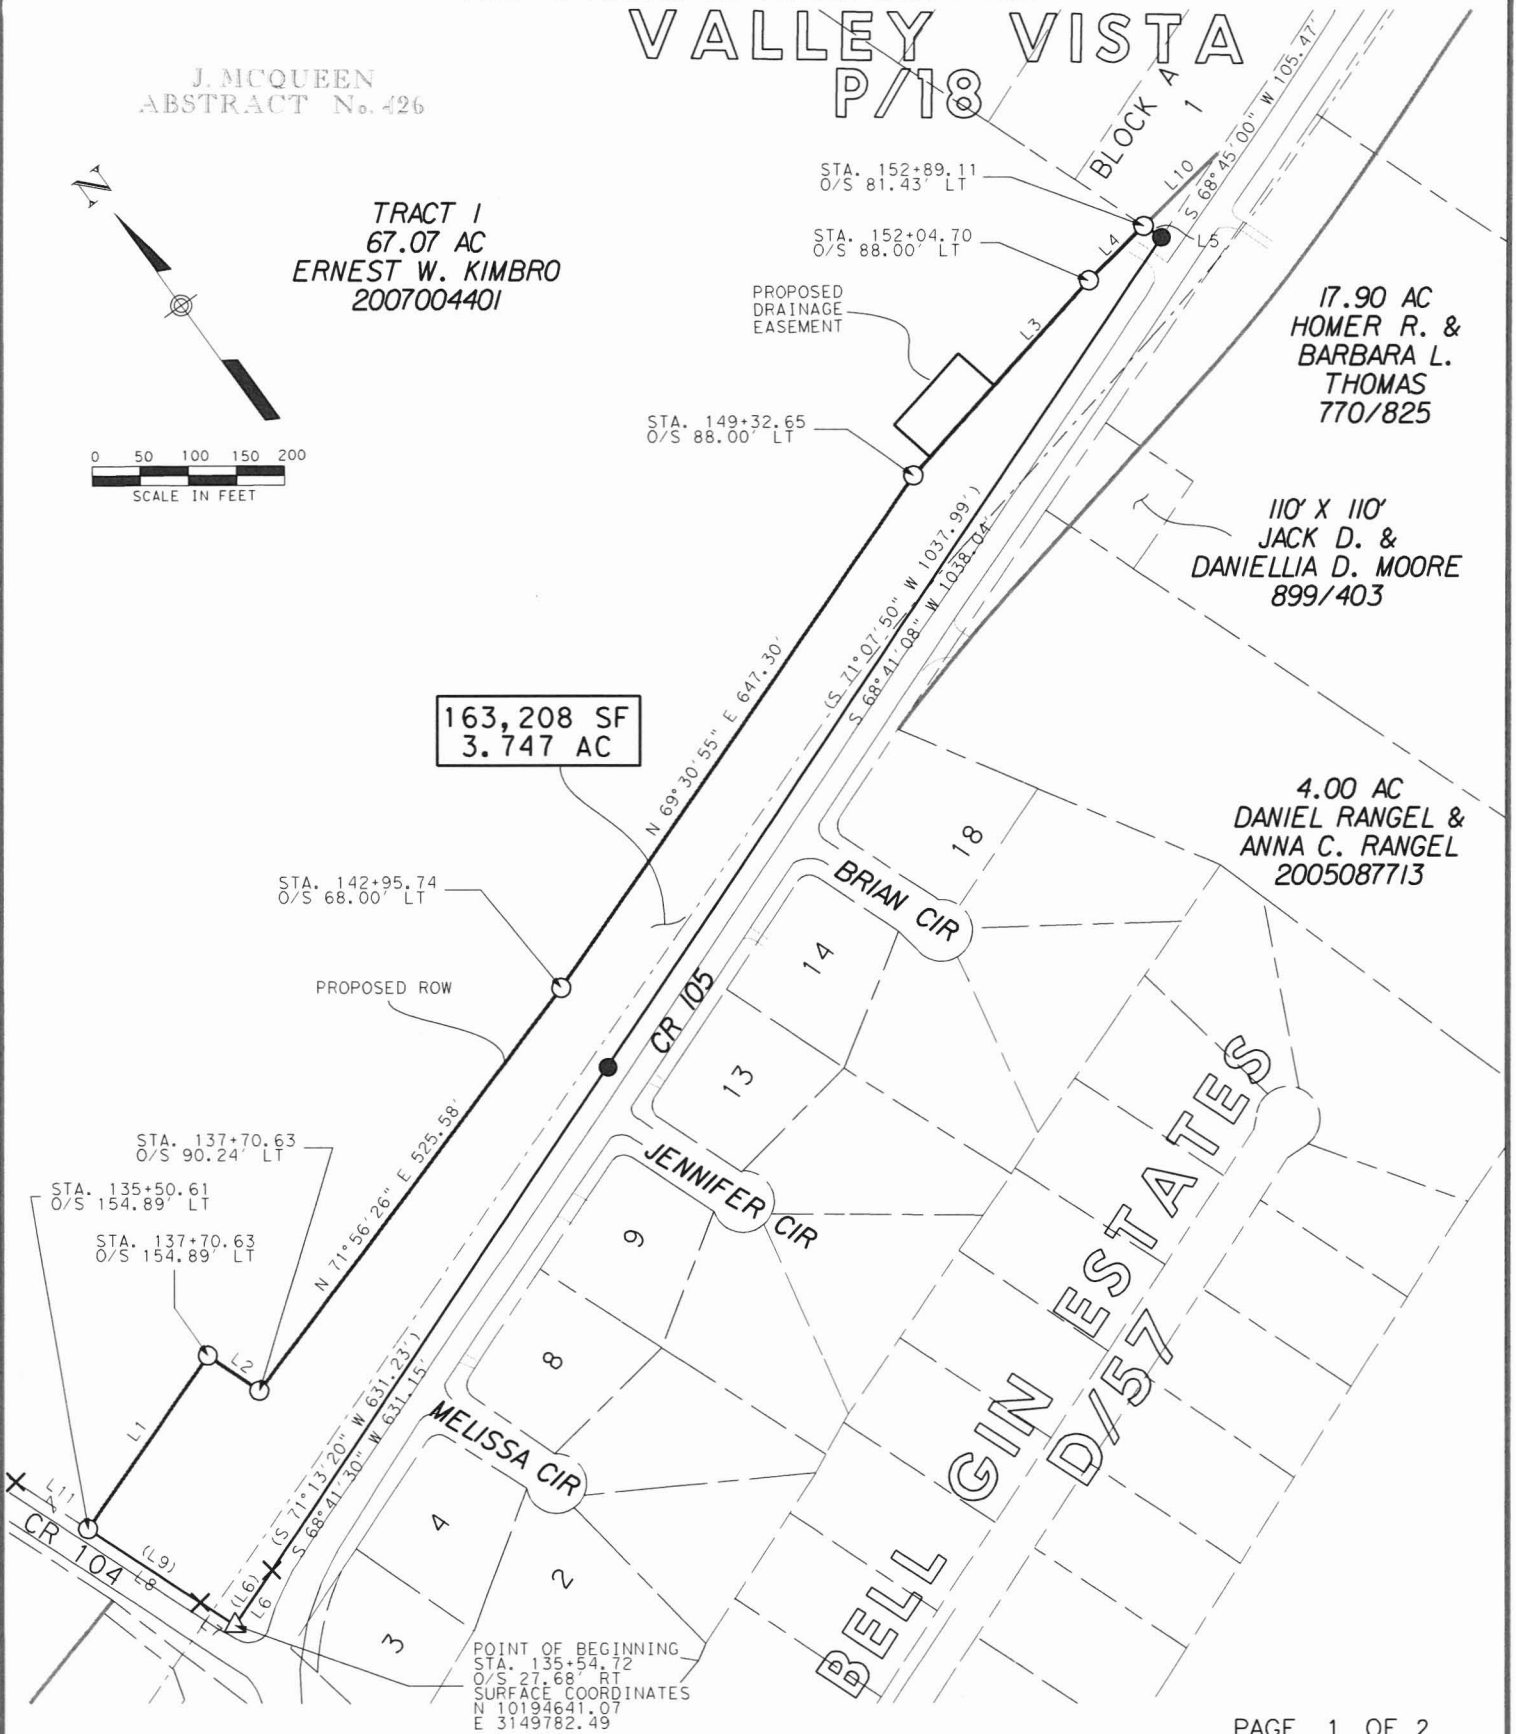 VALLEY VISTA
P/18
J. MCQUEEN
ABSTRACT No. 426
BLOCK A
1
S 68° 45' 00" W 105.47'
L10
STA. 152+89.11
O/S 81.43' LT
L4
L5
STA. 152+04.70
O/S 88.00' LT
N
TRACT 1
67.07 AC
ERNEST W. KIMBRO
2007004401
PROPOSED
DRAINAGE
EASEMENT
L3
17.90 AC
HOMER R. &
BARBARA L.
THOMAS
770/825
STA. 149+32.65
O/S 88.00' LT
0 50 100 150 200
SCALE IN FEET
110' X 110'
JACK D. &
DANIELLIA D. MOORE
899/403
(S 71° 07' 50" W 1037.99')
S 68° 41' 08" W 1038.04'
N 69° 30' 55" E 647.30'
163,208 SF
3.747 AC
4.00 AC
DANIEL RANGEL &
ANNA C. RANGEL
2005087713
18
BRIAN CIR
STA. 142+95.74
O/S 68.00' LT
14
PROPOSED ROW
CR 105
13
JENNIFER CIR
N 71° 56' 26" E 525.58'
STA. 137+70.63
O/S 90.24' LT
STA. 135+50.61
O/S 154.89' LT
STA. 137+70.63
O/S 154.89' LT
9
BELL GIN ESTATES
D/57
L2
L1
8
(S 71° 13' 20" W 631.23')
S 68° 41' 30" W 631.15'
MELISSA CIR
4
2
3
L11
CR 104
(L9)
L8
(L6)
L6
POINT OF BEGINNING
STA. 135+54.72
O/S 27.68' RT
SURFACE COORDINATES
N 10194641.07
E 3149782.49
PAGE 1 OF 2